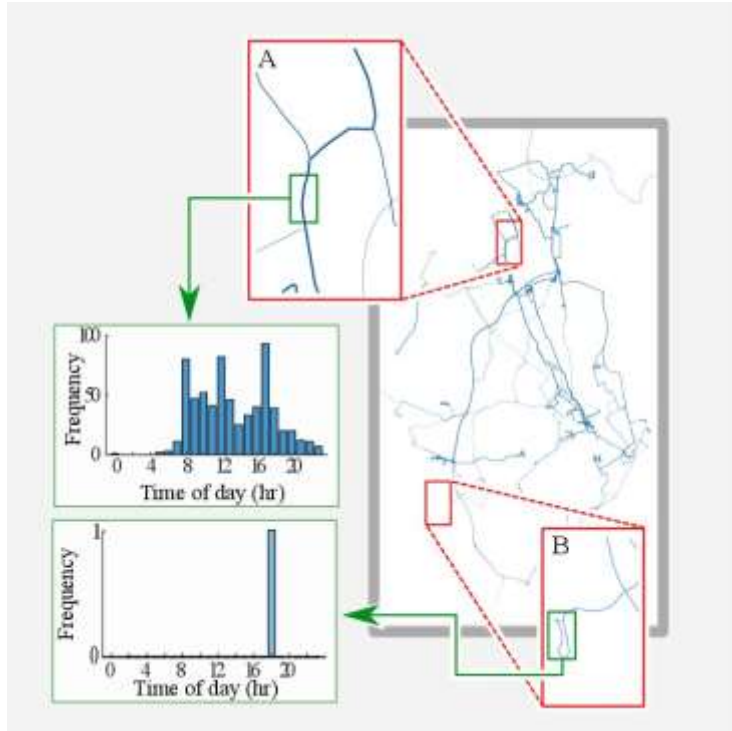 A
100
50
0
Frequency
0 4 8 12 16 20
Time of day (hr)
1
0
Frequency
0 4 8 12 16 20
Time of day (hr)
B